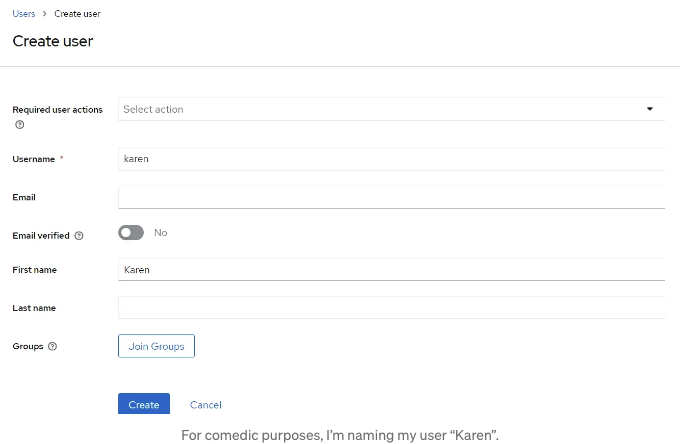 Users > Create user
Create user
Required user actions
Select action
Username *
karen
Email
Email verified
No
First name
Karen
Last name
Groups
Join Groups
Create Cancel
For comedic purposes, I'm naming my user “Karen”.